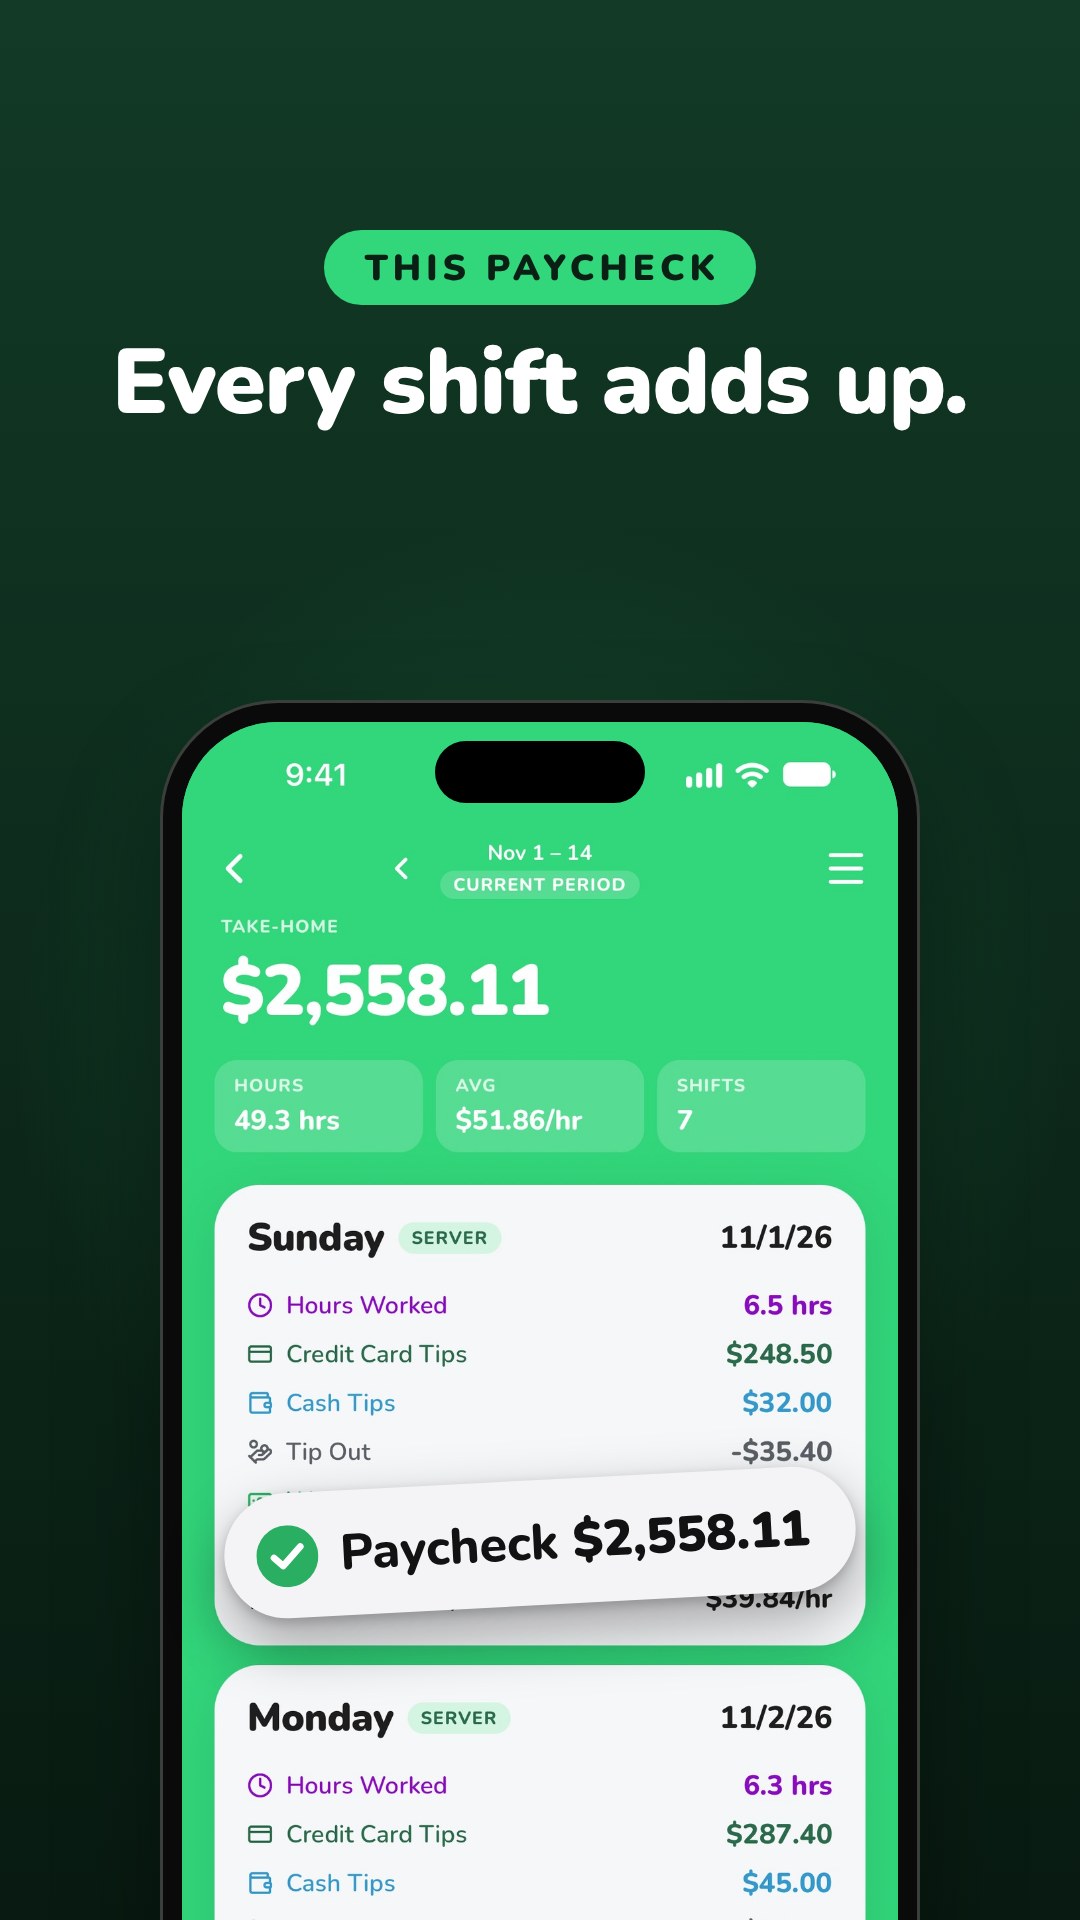 THIS PAYCHECK
Every shift adds up.
9:41
Nov 1 – 14
CURRENT PERIOD
TAKE-HOME
$2,558.11
HOURS
49.3 hrs
AVG
$51.86/hr
SHIFTS
7
Sunday SERVER 11/1/26
Hours Worked 6.5 hrs
Credit Card Tips $248.50
Cash Tips $32.00
Tip Out -$35.40
Paycheck $2,558.11
$39.84/hr
Monday SERVER 11/2/26
Hours Worked 6.3 hrs
Credit Card Tips $287.40
Cash Tips $45.00